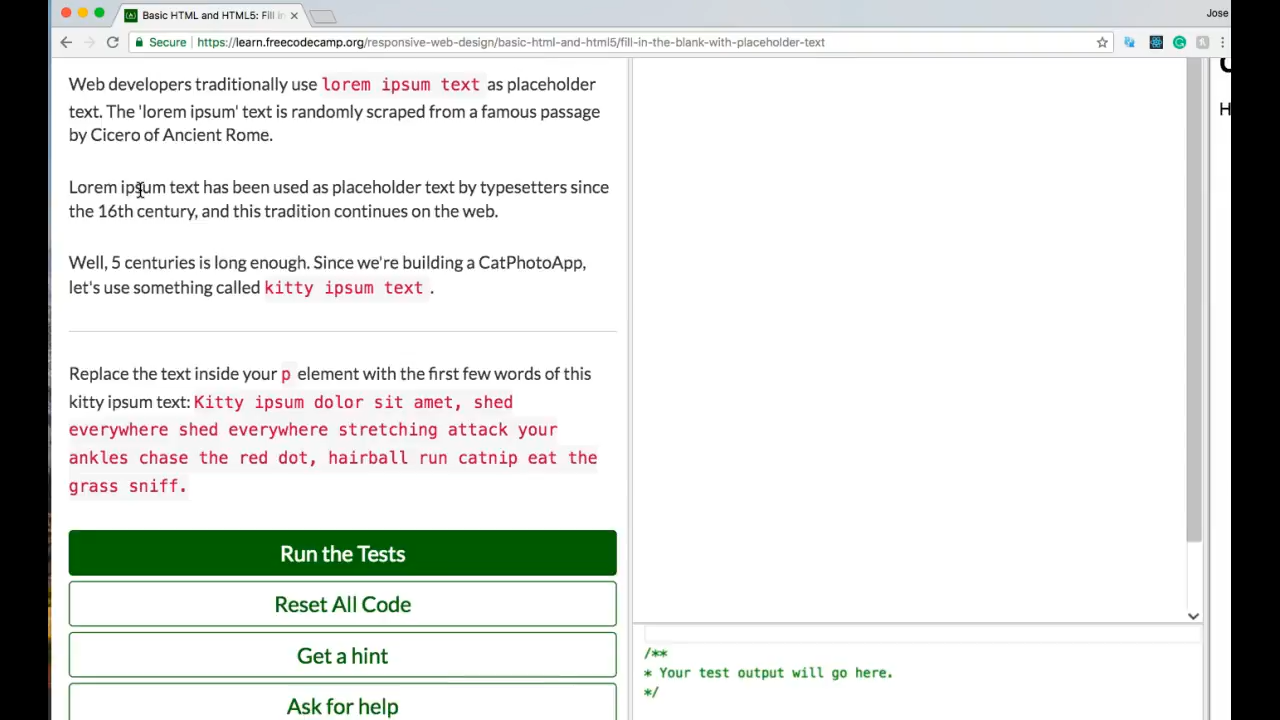 Basic HTML and HTML5: Fill in
Jose
Secure https://learn.freecodecamp.org/responsive-web-design/basic-html-and-html5/fill-in-the-blank-with-placeholder-text
Web developers traditionally use lorem ipsum text as placeholder
text. The 'lorem ipsum' text is randomly scraped from a famous passage
by Cicero of Ancient Rome.
Lorem ipsum text has been used as placeholder text by typesetters since
the 16th century, and this tradition continues on the web.
Well, 5 centuries is long enough. Since we're building a CatPhotoApp,
let's use something called kitty ipsum text .
Replace the text inside your p element with the first few words of this
kitty ipsum text: Kitty ipsum dolor sit amet, shed
everywhere shed everywhere stretching attack your
ankles chase the red dot, hairball run catnip eat the
grass sniff.
Run the Tests
Reset All Code
Get a hint
Ask for help
/**
* Your test output will go here.
*/
H